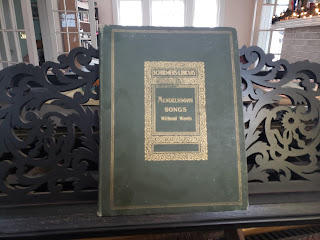 SCHIRMER'S LIBRARY
MENDELSSOHN
SONGS
Without Words